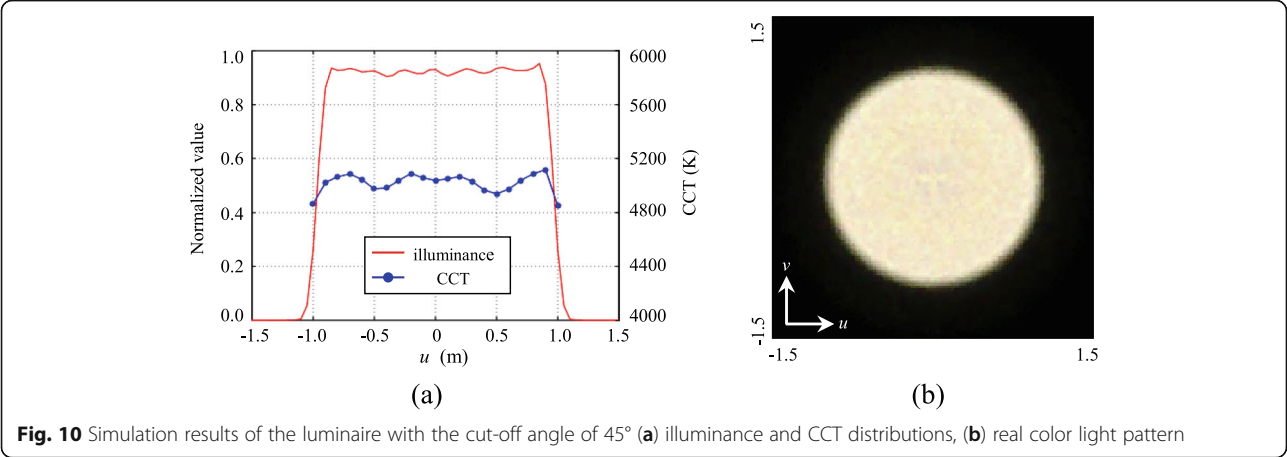 1.0
0.8
0.6
0.4
0.2
0.0
Normalized value
6000
5600
5200
4800
4400
4000
CCT (K)
illuminance
CCT
-1.5
-1.0
-0.5
0
0.5
1.0
1.5
u (m)
(a)
(b)
1.5
-1.5
v
u
-1.5
1.5
Fig. 10 Simulation results of the luminaire with the cut-off angle of 45° (a) illuminance and CCT distributions, (b) real color light pattern